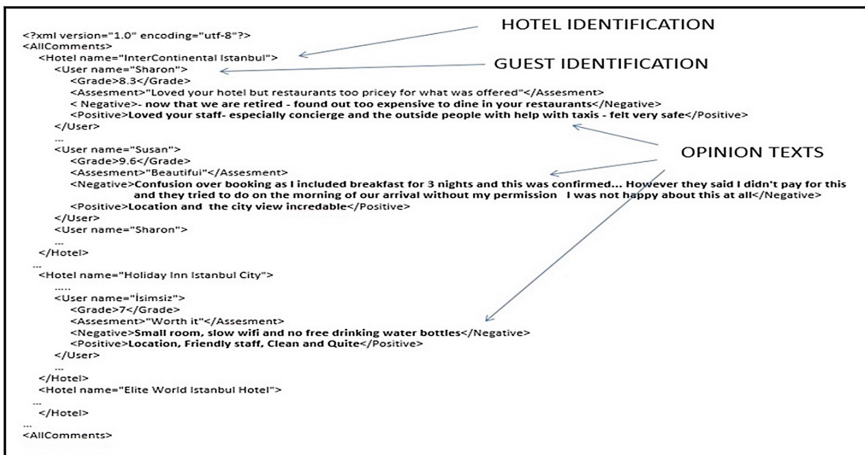 HOTEL IDENTIFICATION
<?xml version="1.0" encoding="utf-8"?>
<AllComments>
<Hotel name="InterContinental Istanbul">
GUEST IDENTIFICATION
<User name="Sharon">
<Grade>8.3</Grade>
<Assesment>"Loved your hotel but restaurants too pricey for what was offered"</Assesment>
< Negative>- now that we are retired - found out too expensive to dine in your restaurants</Negative>
<Positive>Loved your staff- especially concierge and the outside people with help with taxis - felt very safe</Positive>
</User>
...
OPINION TEXTS
<User name="Susan">
<Grade>9.6</Grade>
<Assesment>"Beautiful"</Assesment>
<Negative>Confusion over booking as I included breakfast for 3 nights and this was confirmed... However they said I didn't pay for this
and they tried to do on the morning of our arrival without my permission I was not happy about this at all</Negative>
<Positive>Location and the city view incredable</Positive>
</User>
<User name="Sharon">
...
</Hotel>
...
<Hotel name="Holiday Inn Istanbul City">
.....
<User name="İsimsiz">
<Grade>7</Grade>
<Assesment>"Worth it"</Assesment>
<Negative>Small room, slow wifi and no free drinking water bottles</Negative>
<Positive>Location, Friendly staff, Clean and Quite</Positive>
</User>
...
</Hotel>
<Hotel name="Elite World Istanbul Hotel">
...
</Hotel>
...
<AllComments>